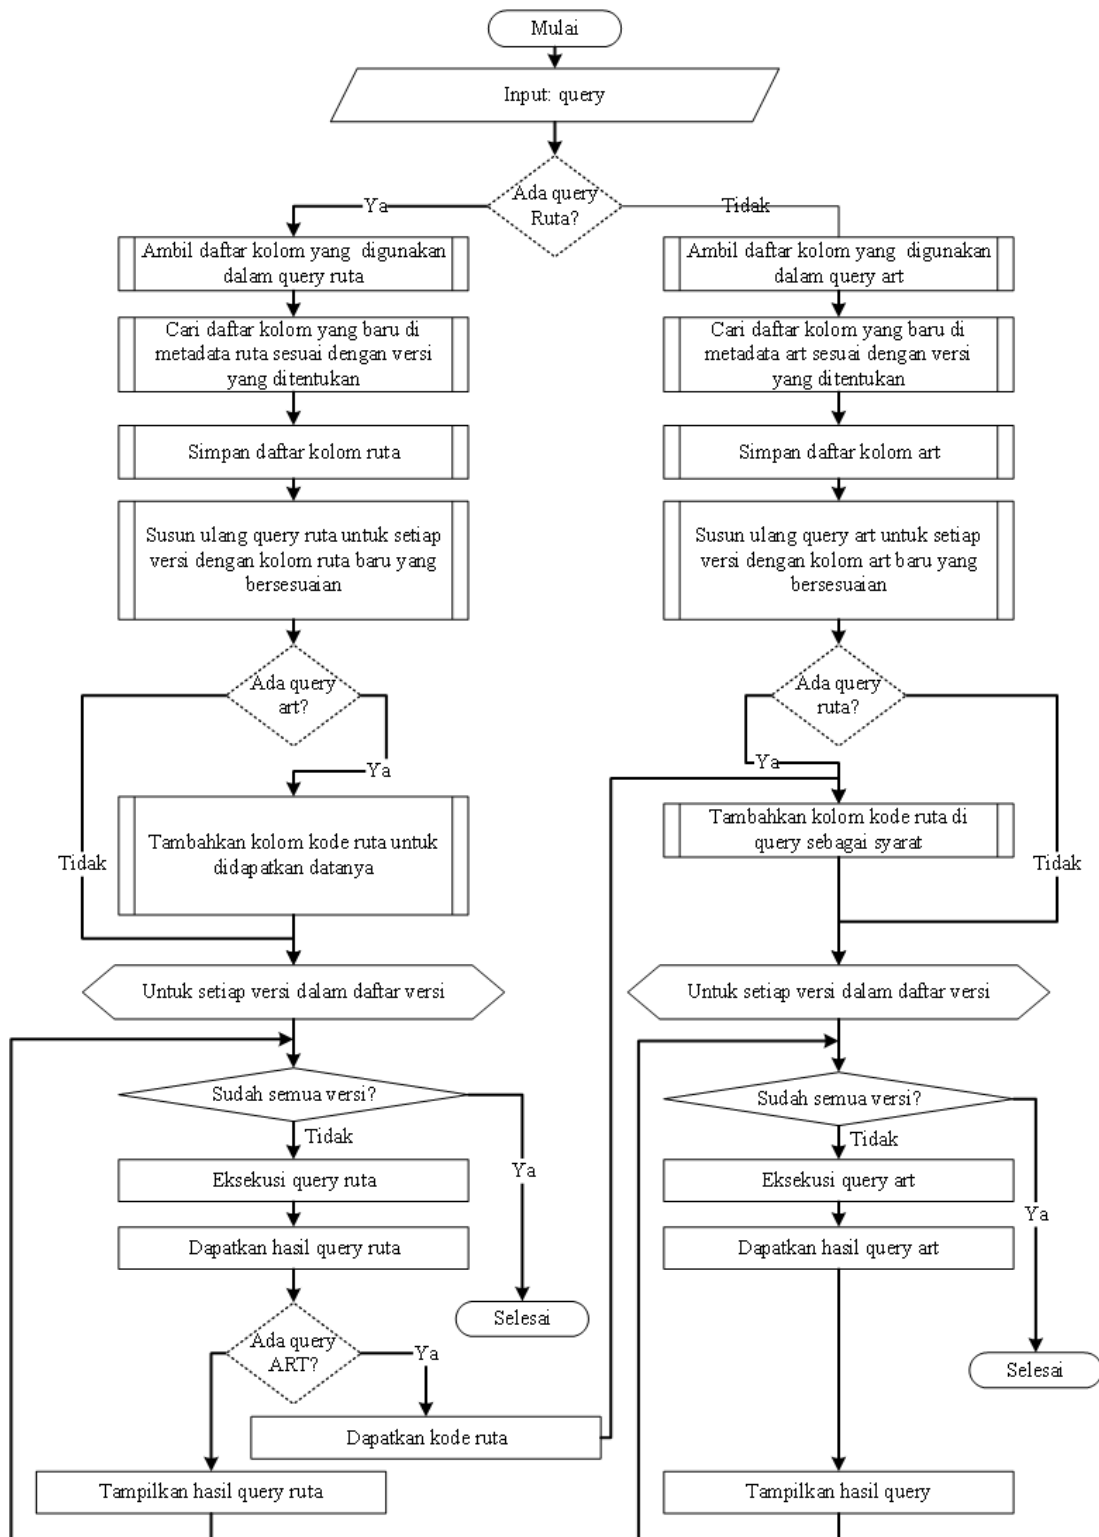 Mulai
Input: query
Ada query
Ruta?
Ya
Tidak
Ambil daftar kolom yang digunakan
dalam query ruta
Cari daftar kolom yang baru di
metadata ruta sesuai dengan versi
yang ditentukan
Simpan daftar kolom ruta
Susun ulang query ruta untuk setiap
versi dengan kolom ruta baru yang
bersesuaian
Ada query
art?
Ya
Tidak
Tambahkan kolom kode ruta untuk
didapatkan datanya
Untuk setiap versi dalam daftar versi
Sudah semua versi?
Tidak
Ya
Eksekusi query ruta
Dapatkan hasil query ruta
Selesai
Ada query
ART?
Ya
Dapatkan kode ruta
Tampilkan hasil query ruta
Ambil daftar kolom yang digunakan
dalam query art
Cari daftar kolom yang baru di
metadata art sesuai dengan versi
yang ditentukan
Simpan daftar kolom art
Susun ulang query art untuk setiap
versi dengan kolom art baru yang
bersesuaian
Ada query
ruta?
Ya
Tidak
Tambahkan kolom kode ruta di
query sebagai syarat
Untuk setiap versi dalam daftar versi
Sudah semua versi?
Tidak
Ya
Eksekusi query art
Dapatkan hasil query art
Selesai
Tampilkan hasil query